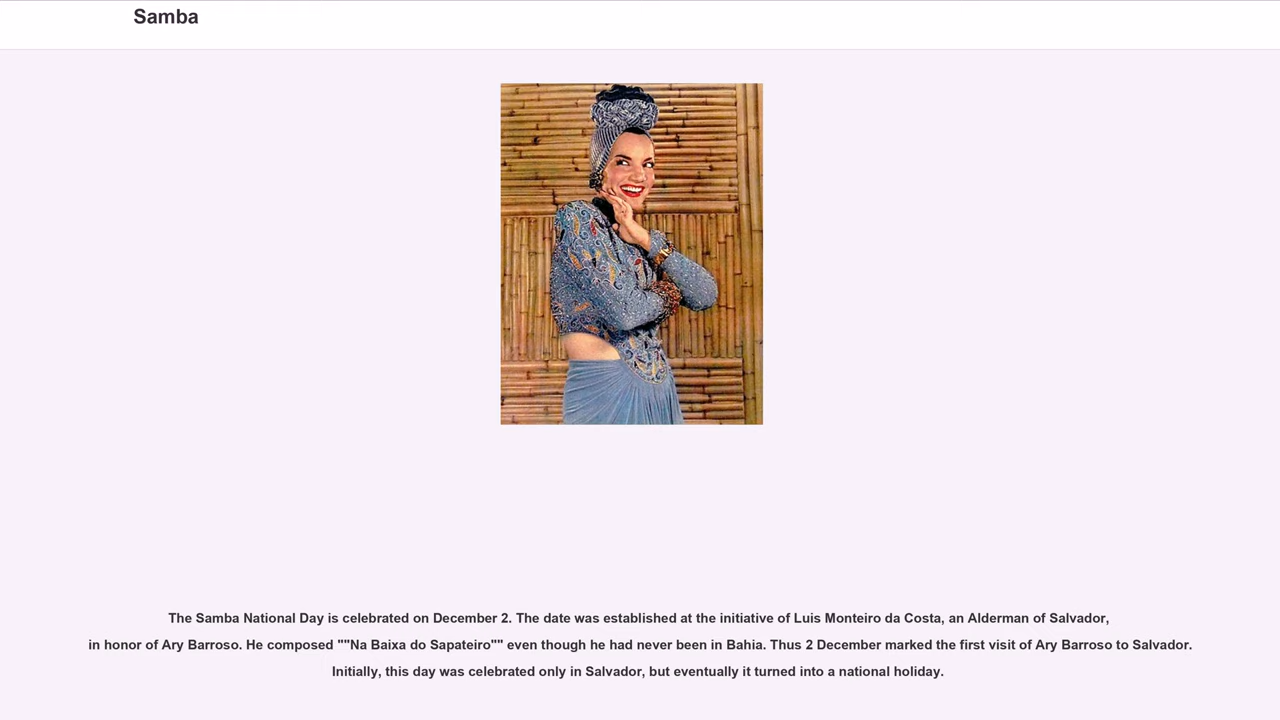 Samba
The Samba National Day is celebrated on December 2. The date was established at the initiative of Luis Monteiro da Costa, an Alderman of Salvador,
in honor of Ary Barroso. He composed ""Na Baixa do Sapateiro"" even though he had never been in Bahia. Thus 2 December marked the first visit of Ary Barroso to Salvador.
Initially, this day was celebrated only in Salvador, but eventually it turned into a national holiday.